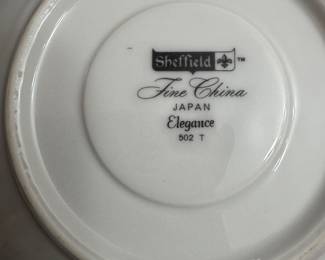 Sheffield ™
Fine China
JAPAN
Elegance
502 T